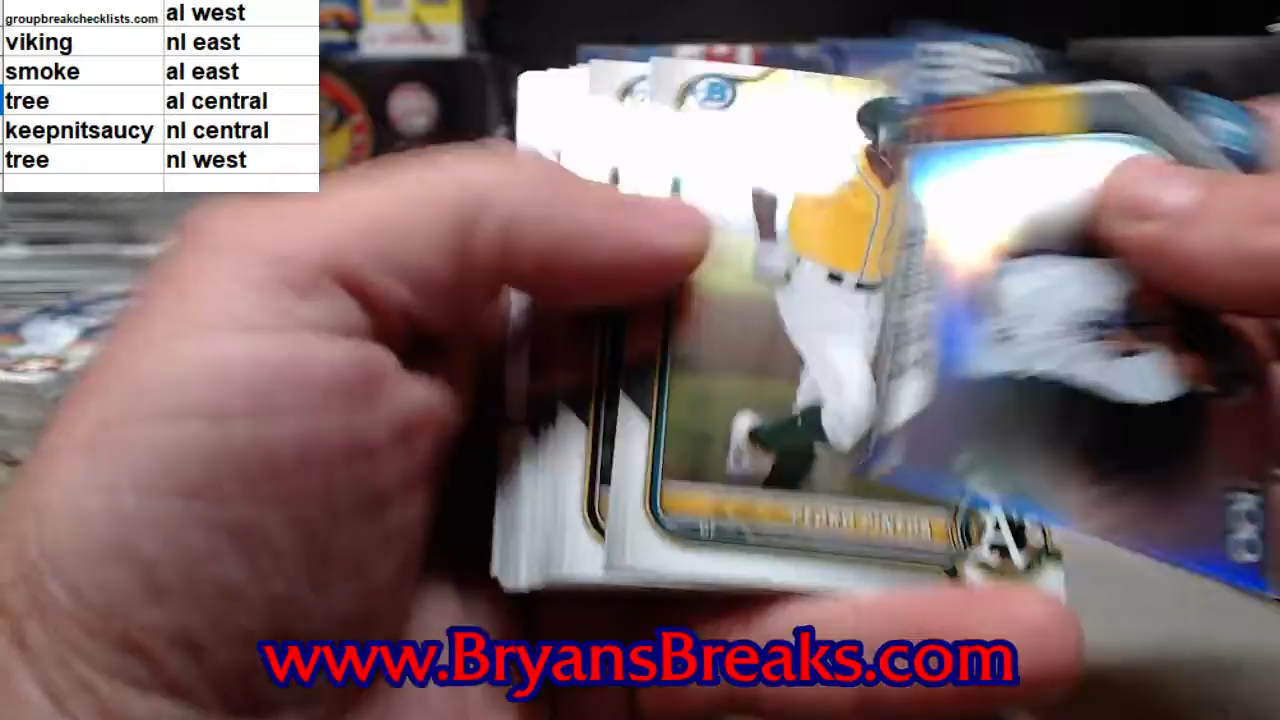 groupbreakchecklists.com al west
viking nl east
smoke al east
tree al central
keepnitsaucy nl central
tree nl west
B
A
www.BryansBreaks.com